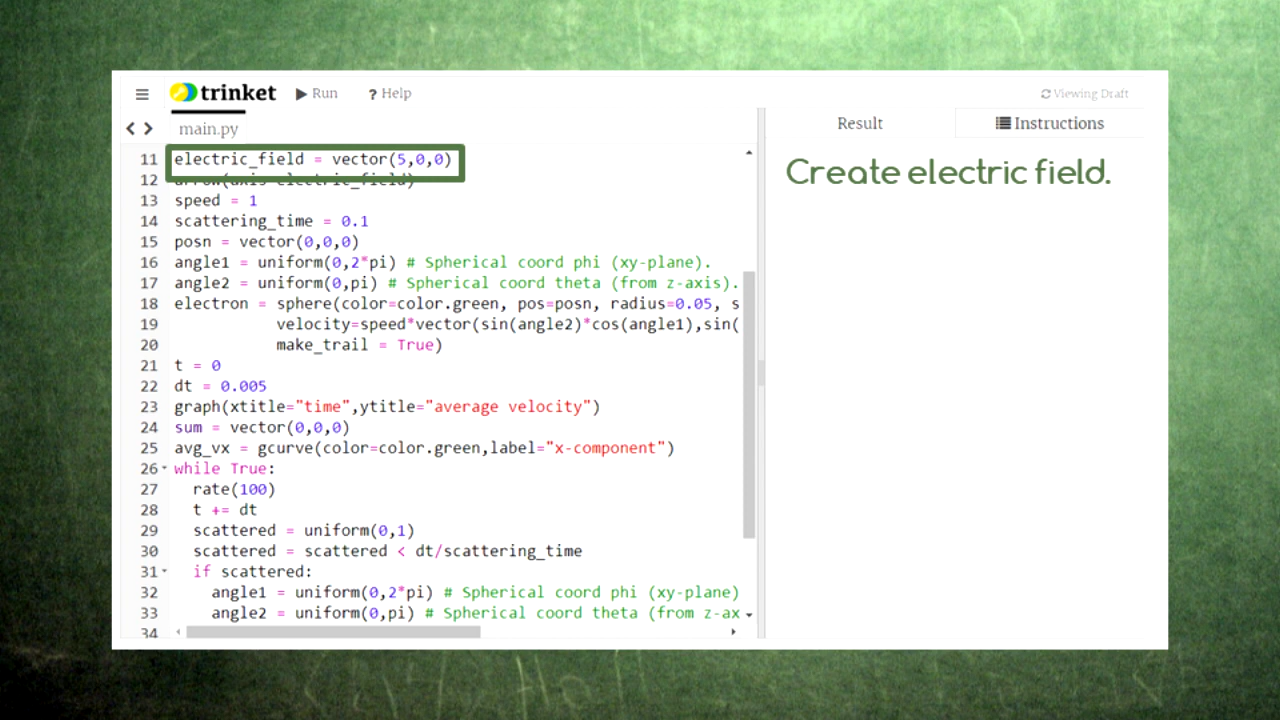 trinket Run ? Help Viewing Draft
main.py Result Instructions
Create electric field.
11 electric_field = vector(5,0,0)
12 arrow(axis=electric_field)
13 speed = 1
14 scattering_time = 0.1
15 posn = vector(0,0,0)
16 angle1 = uniform(0,2*pi) # Spherical coord phi (xy-plane).
17 angle2 = uniform(0,pi) # Spherical coord theta (from z-axis).
18 electron = sphere(color=color.green, pos=posn, radius=0.05, s
19 velocity=speed*vector(sin(angle2)*cos(angle1),sin(
20 make_trail = True)
21 t = 0
22 dt = 0.005
23 graph(xtitle="time",ytitle="average velocity")
24 sum = vector(0,0,0)
25 avg_vx = gcurve(color=color.green,label="x-component")
26 while True:
27 rate(100)
28 t += dt
29 scattered = uniform(0,1)
30 scattered = scattered < dt/scattering_time
31 if scattered:
32 angle1 = uniform(0,2*pi) # Spherical coord phi (xy-plane)
33 angle2 = uniform(0,pi) # Spherical coord theta (from z-ax
34